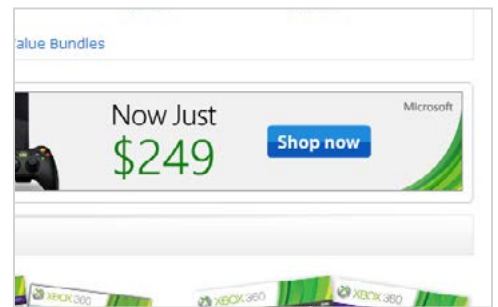 alue Bundles
Now Just
$249
Shop now
Microsoft
XBOX 360
XBOX 360
XBOX 360